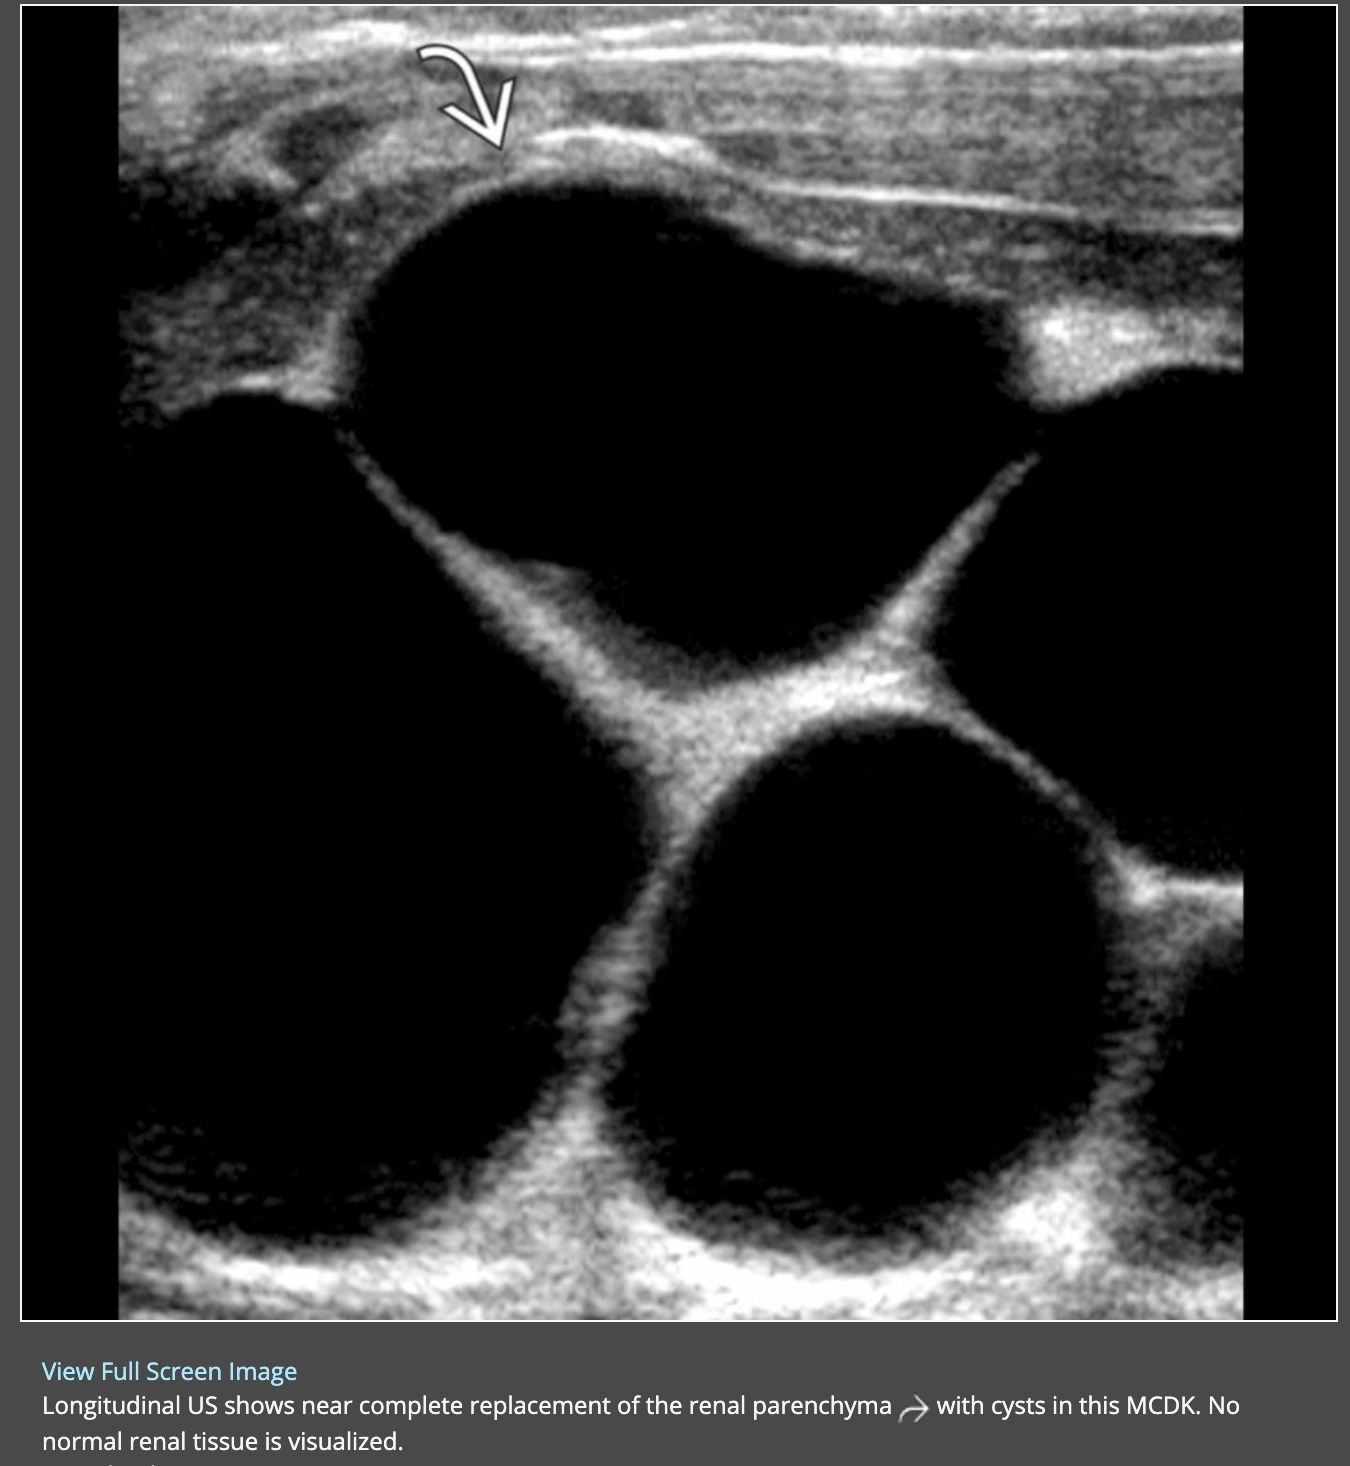 View Full Screen Image
Longitudinal US shows near complete replacement of the renal parenchyma with cysts in this MCDK. No
normal renal tissue is visualized.